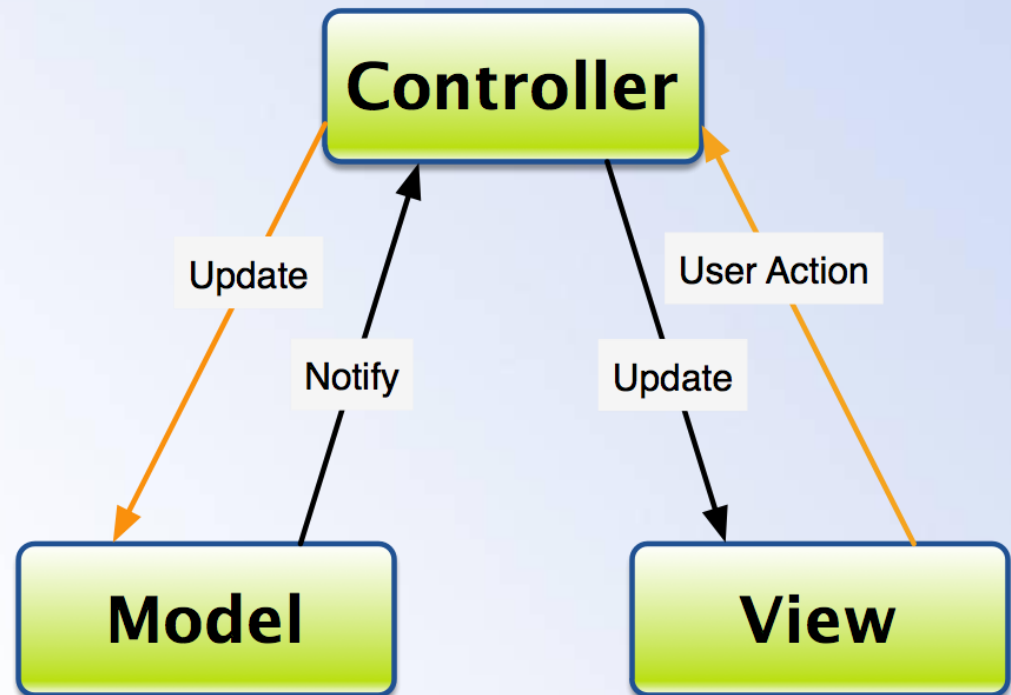 Controller
Update
User Action
Notify
Update
Model
View